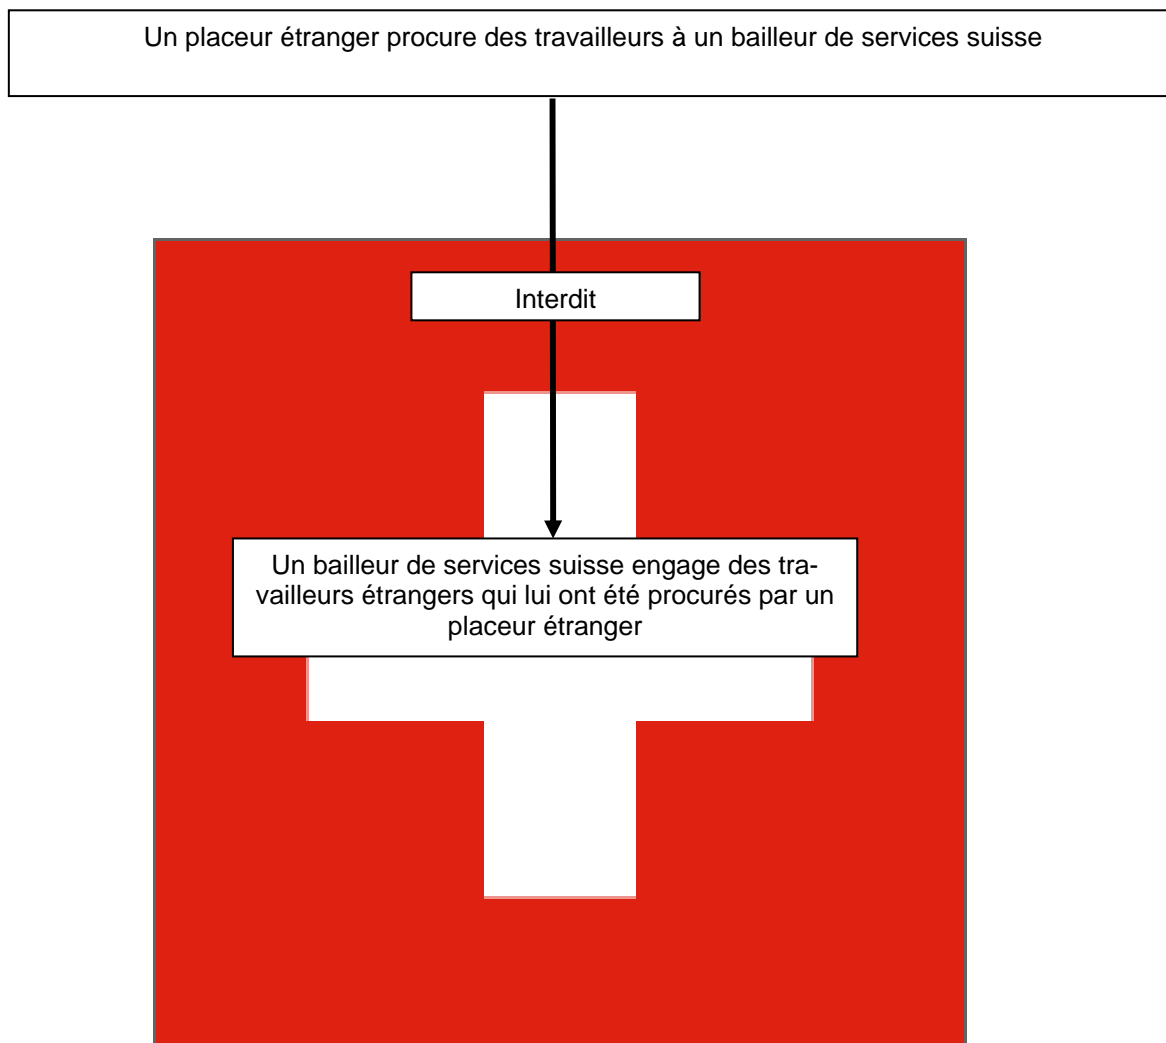 Un placeur étranger procure des travailleurs à un bailleur de services suisse
Interdit
Un bailleur de services suisse engage des tra-
vailleurs étrangers qui lui ont été procurés par un
placeur étranger